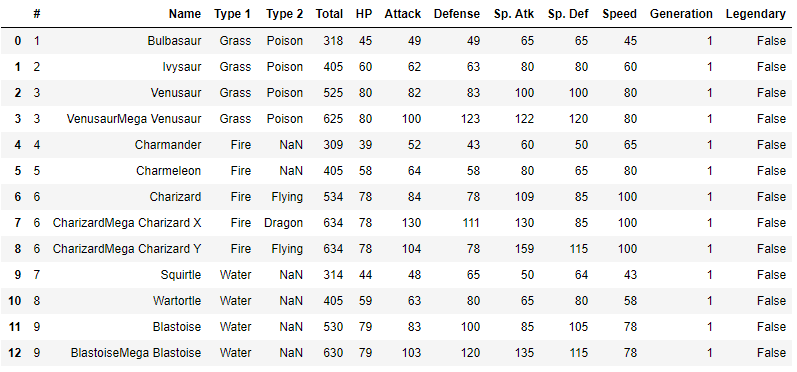 # Name Type 1 Type 2 Total HP Attack Defense Sp. Atk Sp. Def Speed Generation Legendary
0 1 Bulbasaur Grass Poison 318 45 49 49 65 65 45 1 False
1 2 Ivysaur Grass Poison 405 60 62 63 80 80 60 1 False
2 3 Venusaur Grass Poison 525 80 82 83 100 100 80 1 False
3 3 VenusaurMega Venusaur Grass Poison 625 80 100 123 122 120 80 1 False
4 4 Charmander Fire NaN 309 39 52 43 60 50 65 1 False
5 5 Charmeleon Fire NaN 405 58 64 58 80 65 80 1 False
6 6 Charizard Fire Flying 534 78 84 78 109 85 100 1 False
7 6 CharizardMega Charizard X Fire Dragon 634 78 130 111 130 85 100 1 False
8 6 CharizardMega Charizard Y Fire Flying 634 78 104 78 159 115 100 1 False
9 7 Squirtle Water NaN 314 44 48 65 50 64 43 1 False
10 8 Wartortle Water NaN 405 59 63 80 65 80 58 1 False
11 9 Blastoise Water NaN 530 79 83 100 85 105 78 1 False
12 9 BlastoiseMega Blastoise Water NaN 630 79 103 120 135 115 78 1 False